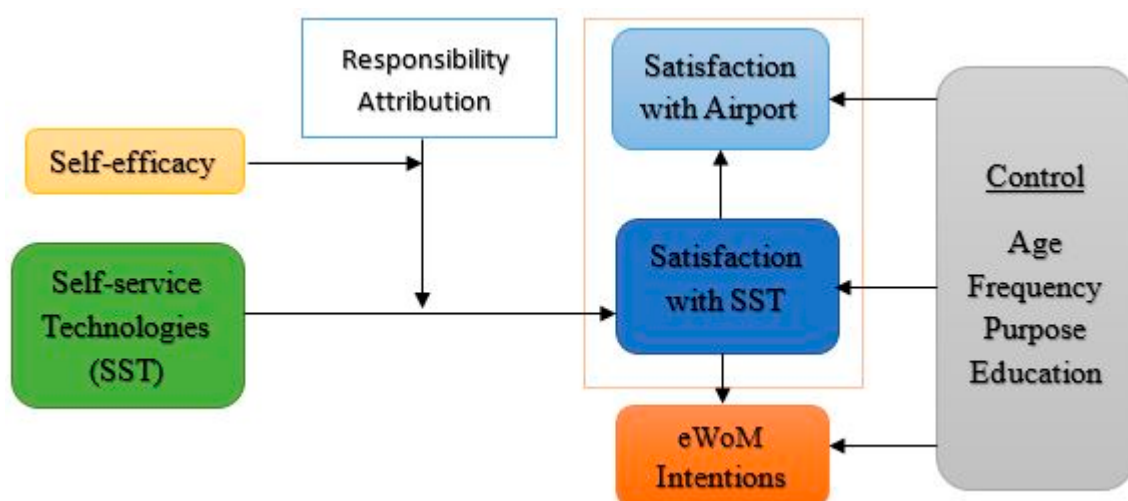 Responsibility
Attribution
Self-efficacy
Self-service
Technologies
(SST)
Satisfaction
with Airport
Satisfaction
with SST
eWoM
Intentions
Control
Age
Frequency
Purpose
Education